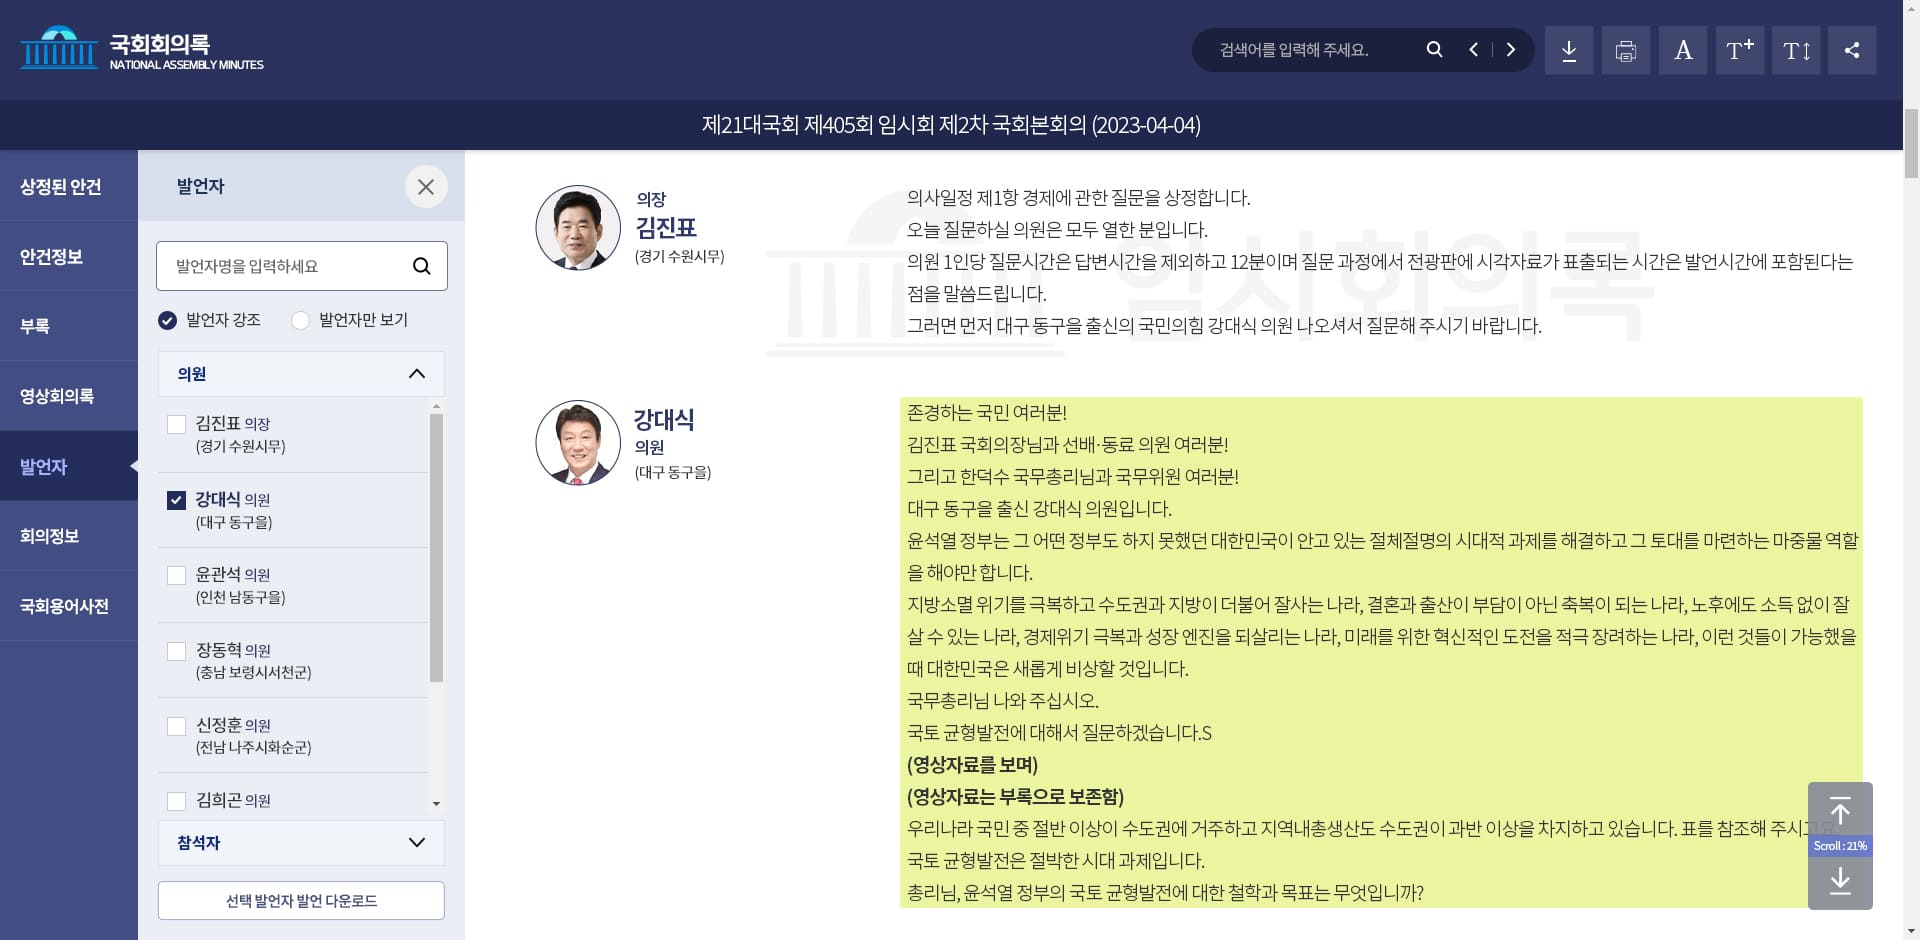 국회회의록
NATIONAL ASSEMBLY MINUTES
검색어를 입력해 주세요.
A
T+
T↕
제21대국회 제405회 임시회 제2차 국회본회의 (2023-04-04)
상정된 안건
안건정보
부록
영상회의록
발언자
회의정보
국회용어사전
발언자
발언자명을 입력하세요
발언자 강조
발언자만 보기
의원
김진표 의장
(경기 수원시무)
강대식 의원
(대구 동구을)
윤관석 의원
(인천 남동구을)
장동혁 의원
(충남 보령시서천군)
신정훈 의원
(전남 나주시화순군)
김희곤 의원
참석자
선택 발언자 발언 다운로드
임시회의록
의장
김진표
(경기 수원시무)
의사일정 제1항 경제에 관한 질문을 상정합니다.
오늘 질문하실 의원은 모두 열한 분입니다.
의원 1인당 질문시간은 답변시간을 제외하고 12분이며 질문 과정에서 전광판에 시각자료가 표출되는 시간은 발언시간에 포함된다는
점을 말씀드립니다.
그러면 먼저 대구 동구을 출신의 국민의힘 강대식 의원 나오셔서 질문해 주시기 바랍니다.
강대식
의원
(대구 동구을)
존경하는 국민 여러분!
김진표 국회의장님과 선배·동료 의원 여러분!
그리고 한덕수 국무총리님과 국무위원 여러분!
대구 동구을 출신 강대식 의원입니다.
윤석열 정부는 그 어떤 정부도 하지 못했던 대한민국이 안고 있는 절체절명의 시대적 과제를 해결하고 그 토대를 마련하는 마중물 역할
을 해야만 합니다.
지방소멸 위기를 극복하고 수도권과 지방이 더불어 잘사는 나라, 결혼과 출산이 부담이 아닌 축복이 되는 나라, 노후에도 소득 없이 잘
살 수 있는 나라, 경제위기 극복과 성장 엔진을 되살리는 나라, 미래를 위한 혁신적인 도전을 적극 장려하는 나라, 이런 것들이 가능했을
때 대한민국은 새롭게 비상할 것입니다.
국무총리님 나와 주십시오.
국토 균형발전에 대해서 질문하겠습니다.S
(영상자료를 보며)
(영상자료는 부록으로 보존함)
우리나라 국민 중 절반 이상이 수도권에 거주하고 지역내총생산도 수도권이 과반 이상을 차지하고 있습니다. 표를 참조해 주시고요.
국토 균형발전은 절박한 시대 과제입니다.
총리님, 윤석열 정부의 국토 균형발전에 대한 철학과 목표는 무엇입니까?
Scroll : 21%